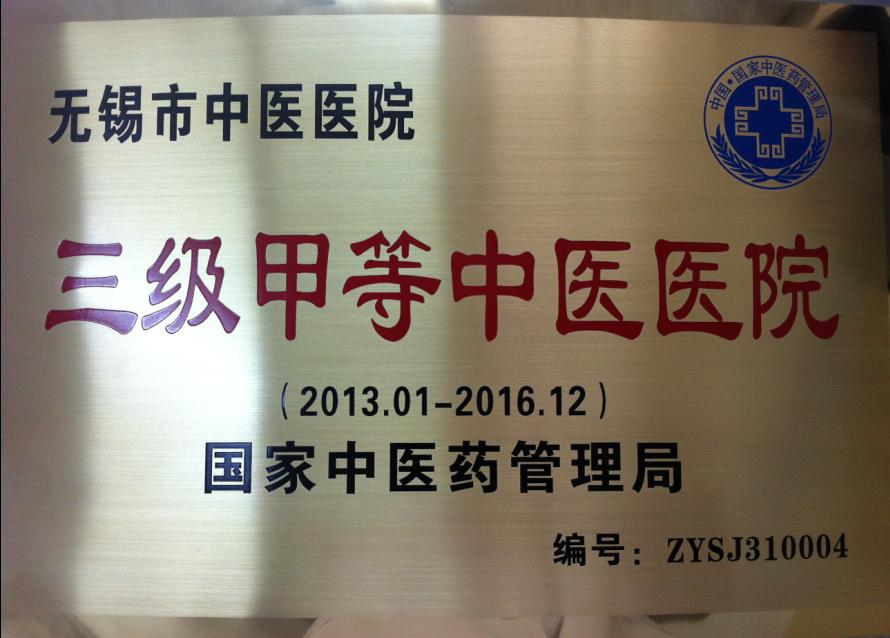 无锡市中医医院
中国·国家中医药管理局
三级甲等中医医院
（2013.01-2016.12）
国家中医药管理局
编号：ZYSJ310004